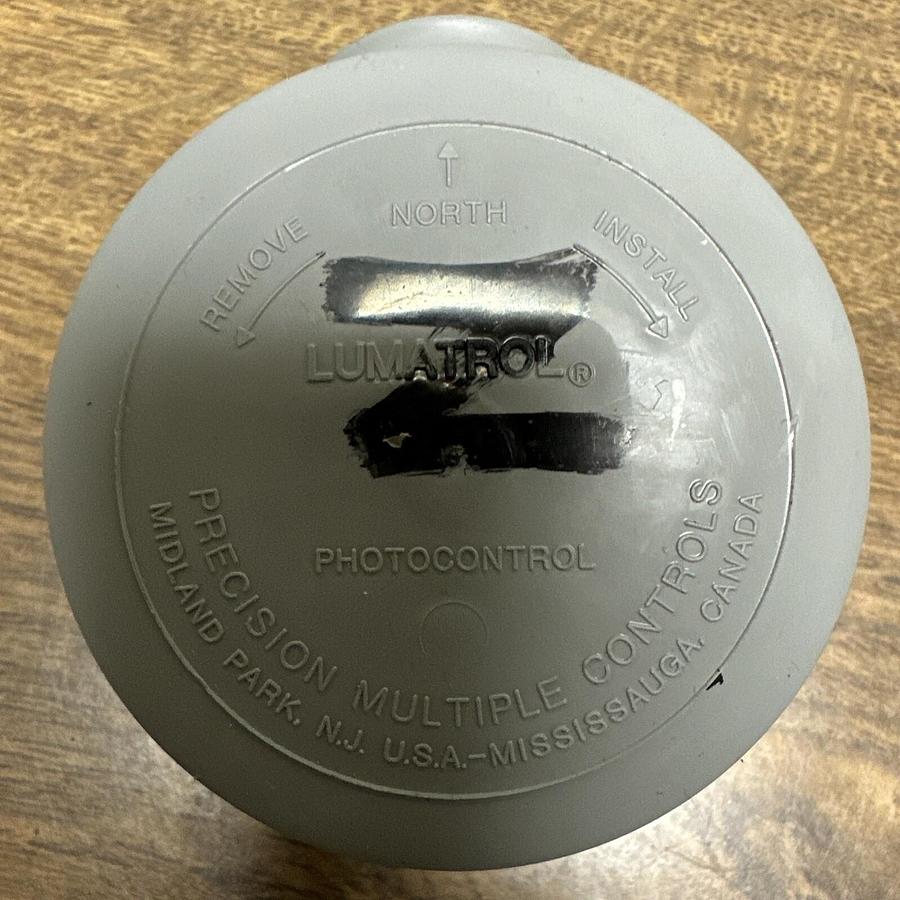 NORTH
REMOVE
INSTALL
LUMATROL®
PHOTOCONTROL
PRECISION MULTIPLE CONTROLS
MIDLAND PARK, N.J. U.S.A.-MISSISSAUGA, CANADA